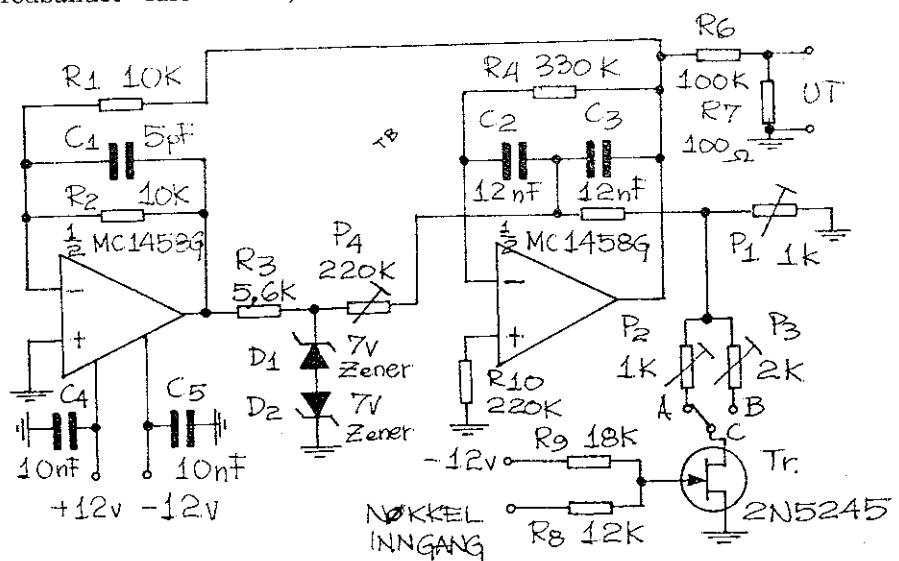 R6
R1 10K
R4 330K
100K
UT
R7
100Ω
C1 5pF
TB
C2
C3
12nF
12nF
R2 10K
1/2 MC1458G
R3
5,6K
P4
220K
1/2 MC1458G
P1 1K
−
+
−
+
D1
7V
Zener
D2
7V
Zener
R10
220K
P2
1K
P3
2K
A
B
C
C4
10nF
C5
10nF
+12v
-12v
-12v
R9 18K
NØKKEL
INNGANG
R8 12K
Tr.
2N5245